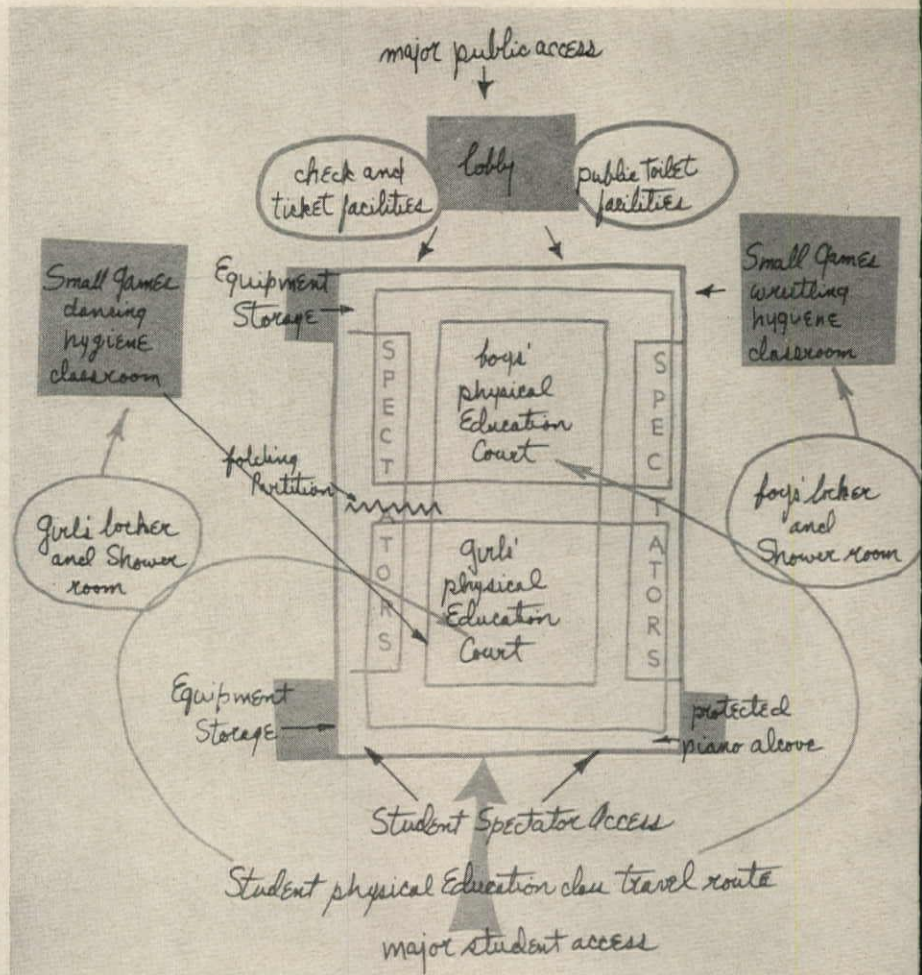 major public access
lobby
check and
ticket facilities
public toilet
facilities
Small Games
dancing
hygiene
classroom
Equipment
Storage
Small Games
wrestling
hyguene
classroom
SPECTATORS
boys'
physical
Education
Court
SPECTATORS
folding
Partition
girls' locker
and Shower
room
boys' locker
and
Shower room
girls'
physical
Education
Court
Equipment
Storage
protected
piano alcove
Student Spectator Access
Student physical Education class travel route
major student access